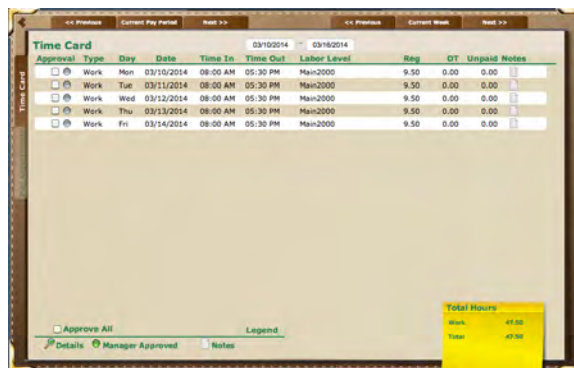 << Previous Current Pay Period Next >> << Previous Current Week Next >>
Time Card 03/10/2014 - 03/16/2014
Approval Type Day Date Time In Time Out Labor Level Reg OT Unpaid Notes
Work Mon 03/10/2014 08:00 AM 05:30 PM Main2000 9.50 0.00 0.00
Work Tue 03/11/2014 08:00 AM 05:30 PM Main2000 9.50 0.00 0.00
Work Wed 03/12/2014 08:00 AM 05:30 PM Main2000 9.50 0.00 0.00
Work Thu 03/13/2014 08:00 AM 05:30 PM Main2000 9.50 0.00 0.00
Work Fri 03/14/2014 08:00 AM 05:30 PM Main2000 9.50 0.00 0.00
Time Card
Total Hours
Work 47.50
Total 47.50
Approve All Legend
Details Manager Approved Notes